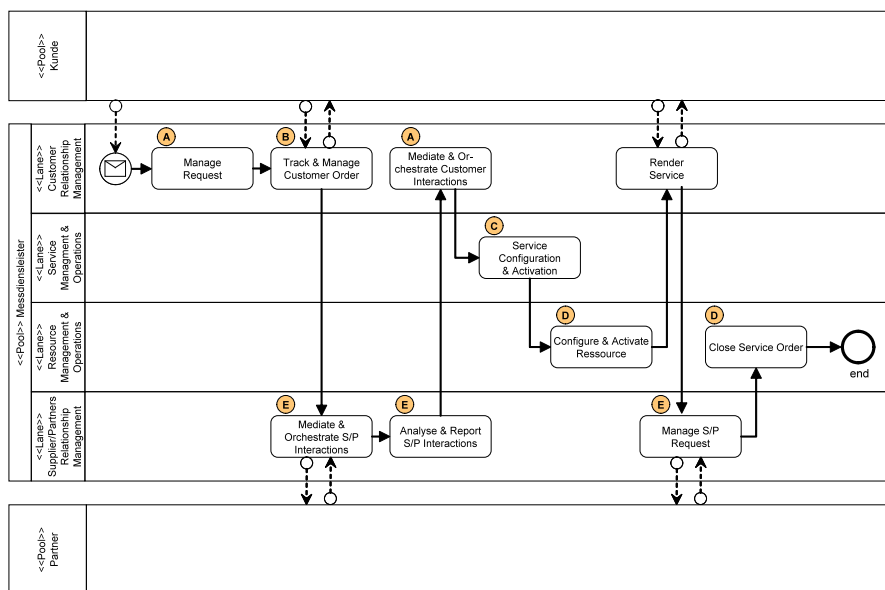 <<Pool>>
Kunde
<<Pool>> Messdiensleister
<<Lane>>
Customer
Relationship
Management
A
Manage
Request
B
Track & Manage
Customer Order
A
Mediate & Or-
chestrate Customer
Interactions
Render
Service
<<Lane>>
Service
Managment &
Operations
C
Service
Configuration
& Activation
<<Lane>>
Resource
Management &
Operations
D
Configure & Activate
Ressource
D
Close Service Order
end
<<Lane>>
Supplier/Partners
Relationship
Management
E
Mediate &
Orchestrate S/P
Interactions
E
Analyse & Report
S/P Interactions
E
Manage S/P
Request
<<Pool>>
Partner